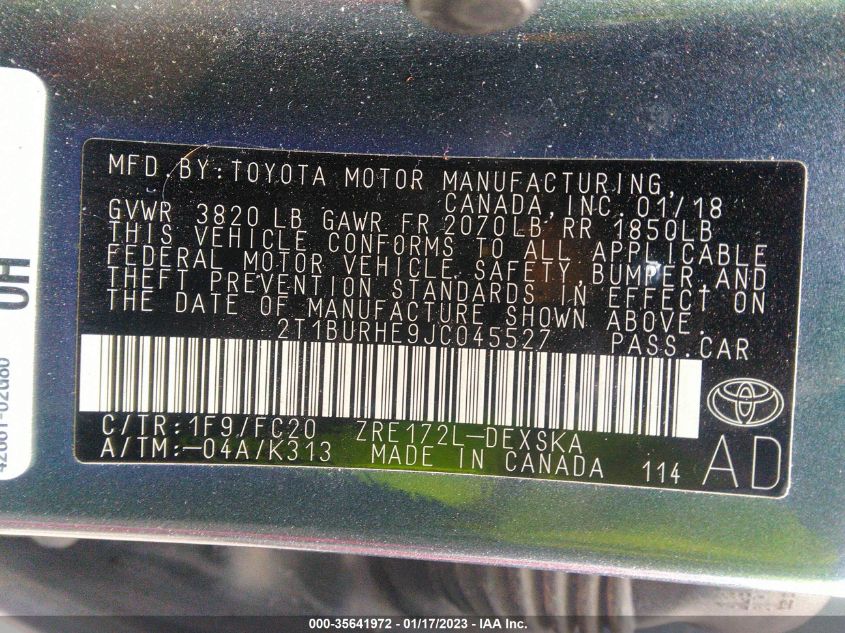 MFD. BY: TOYOTA MOTOR MANUFACTURING,
CANADA, INC. 01/18
GVWR 3820 LB GAWR FR 2070LB RR 1850LB
THIS VEHICLE CONFORMS TO ALL APPLICABLE
FEDERAL MOTOR VEHICLE SAFETY, BUMPER, AND
THEFT PREVENTION STANDARDS IN EFFECT ON
THE DATE OF MANUFACTURE SHOWN ABOVE.
2T1BURHE9JC045527 PASS. CAR
C/TR: 1F9/FC20 ZRE172L-DEXSKA
A/TM: -04A/K313 MADE IN CANADA 114
AD
000-35641972 / 01/17/2023 / IAA Inc.